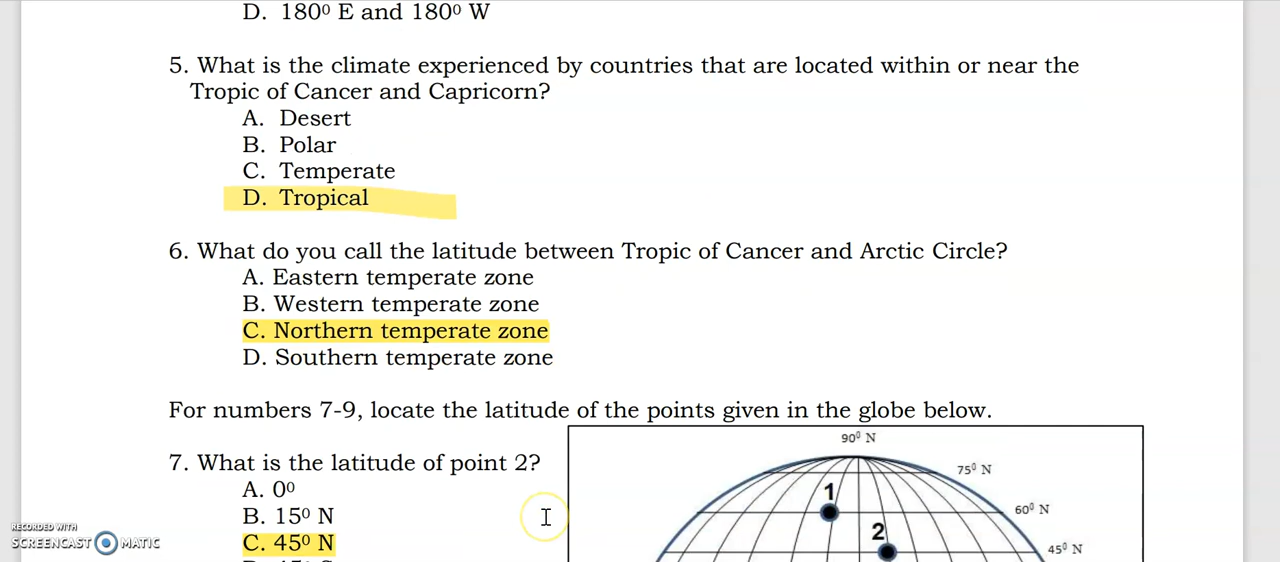 D. 180⁰ E and 180⁰ W
5. What is the climate experienced by countries that are located within or near the
Tropic of Cancer and Capricorn?
A. Desert
B. Polar
C. Temperate
D. Tropical
6. What do you call the latitude between Tropic of Cancer and Arctic Circle?
A. Eastern temperate zone
B. Western temperate zone
C. Northern temperate zone
D. Southern temperate zone
For numbers 7-9, locate the latitude of the points given in the globe below.
7. What is the latitude of point 2?
A. 0⁰
B. 15⁰ N
C. 45⁰ N
90⁰ N
75⁰ N
1
60⁰ N
2
45⁰ N
RECORDED WITH
SCREENCAST MATIC